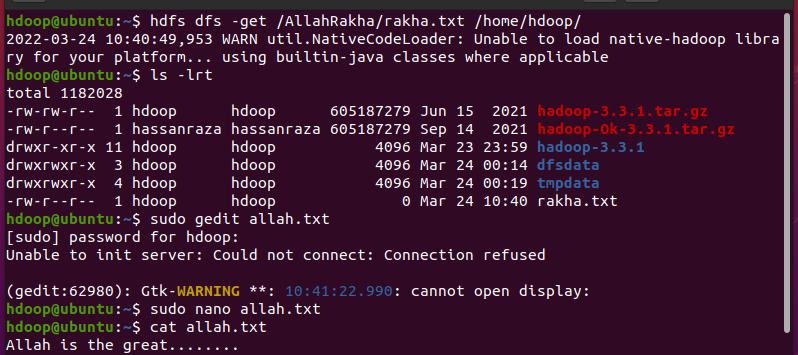 hdoop@ubuntu:~$ hdfs dfs -get /AllahRakha/rakha.txt /home/hdoop/
2022-03-24 10:40:49,953 WARN util.NativeCodeLoader: Unable to load native-hadoop libra
ry for your platform... using builtin-java classes where applicable
hdoop@ubuntu:~$ ls -lrt
total 1182028
-rw-rw-r-- 1 hdoop hdoop 605187279 Jun 15 2021 hadoop-3.3.1.tar.gz
-rw-r--r-- 1 hassanraza hassanraza 605187279 Sep 14 2021 hadoop-Ok-3.3.1.tar.gz
drwxr-xr-x 11 hdoop hdoop 4096 Mar 23 23:59 hadoop-3.3.1
drwxrwxr-x 3 hdoop hdoop 4096 Mar 24 00:14 dfsdata
drwxrwxr-x 4 hdoop hdoop 4096 Mar 24 00:19 tmpdata
-rw-r--r-- 1 hdoop hdoop 0 Mar 24 10:40 rakha.txt
hdoop@ubuntu:~$ sudo gedit allah.txt
[sudo] password for hdoop:
Unable to init server: Could not connect: Connection refused
(gedit:62980): Gtk-WARNING **: 10:41:22.990: cannot open display:
hdoop@ubuntu:~$ sudo nano allah.txt
hdoop@ubuntu:~$ cat allah.txt
Allah is the great........